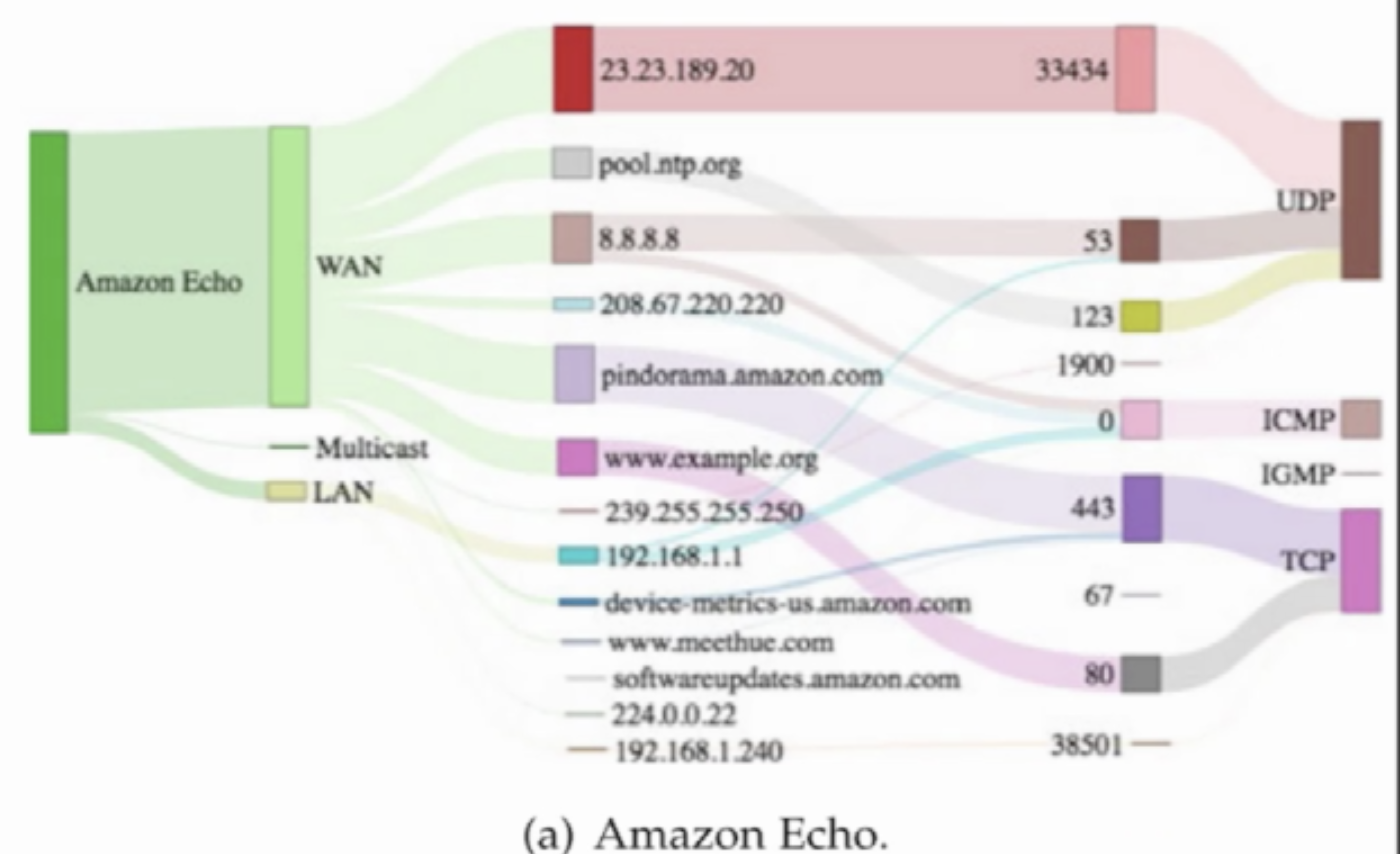 Amazon Echo
WAN
Multicast
LAN
23.23.189.20
pool.ntp.org
8.8.8.8
208.67.220.220
pindorama.amazon.com
www.example.org
239.255.255.250
192.168.1.1
device-metrics-us.amazon.com
www.meethue.com
softwareupdates.amazon.com
224.0.0.22
192.168.1.240
33434
53
123
1900
0
443
67
80
38501
UDP
ICMP
IGMP
TCP
(a) Amazon Echo.